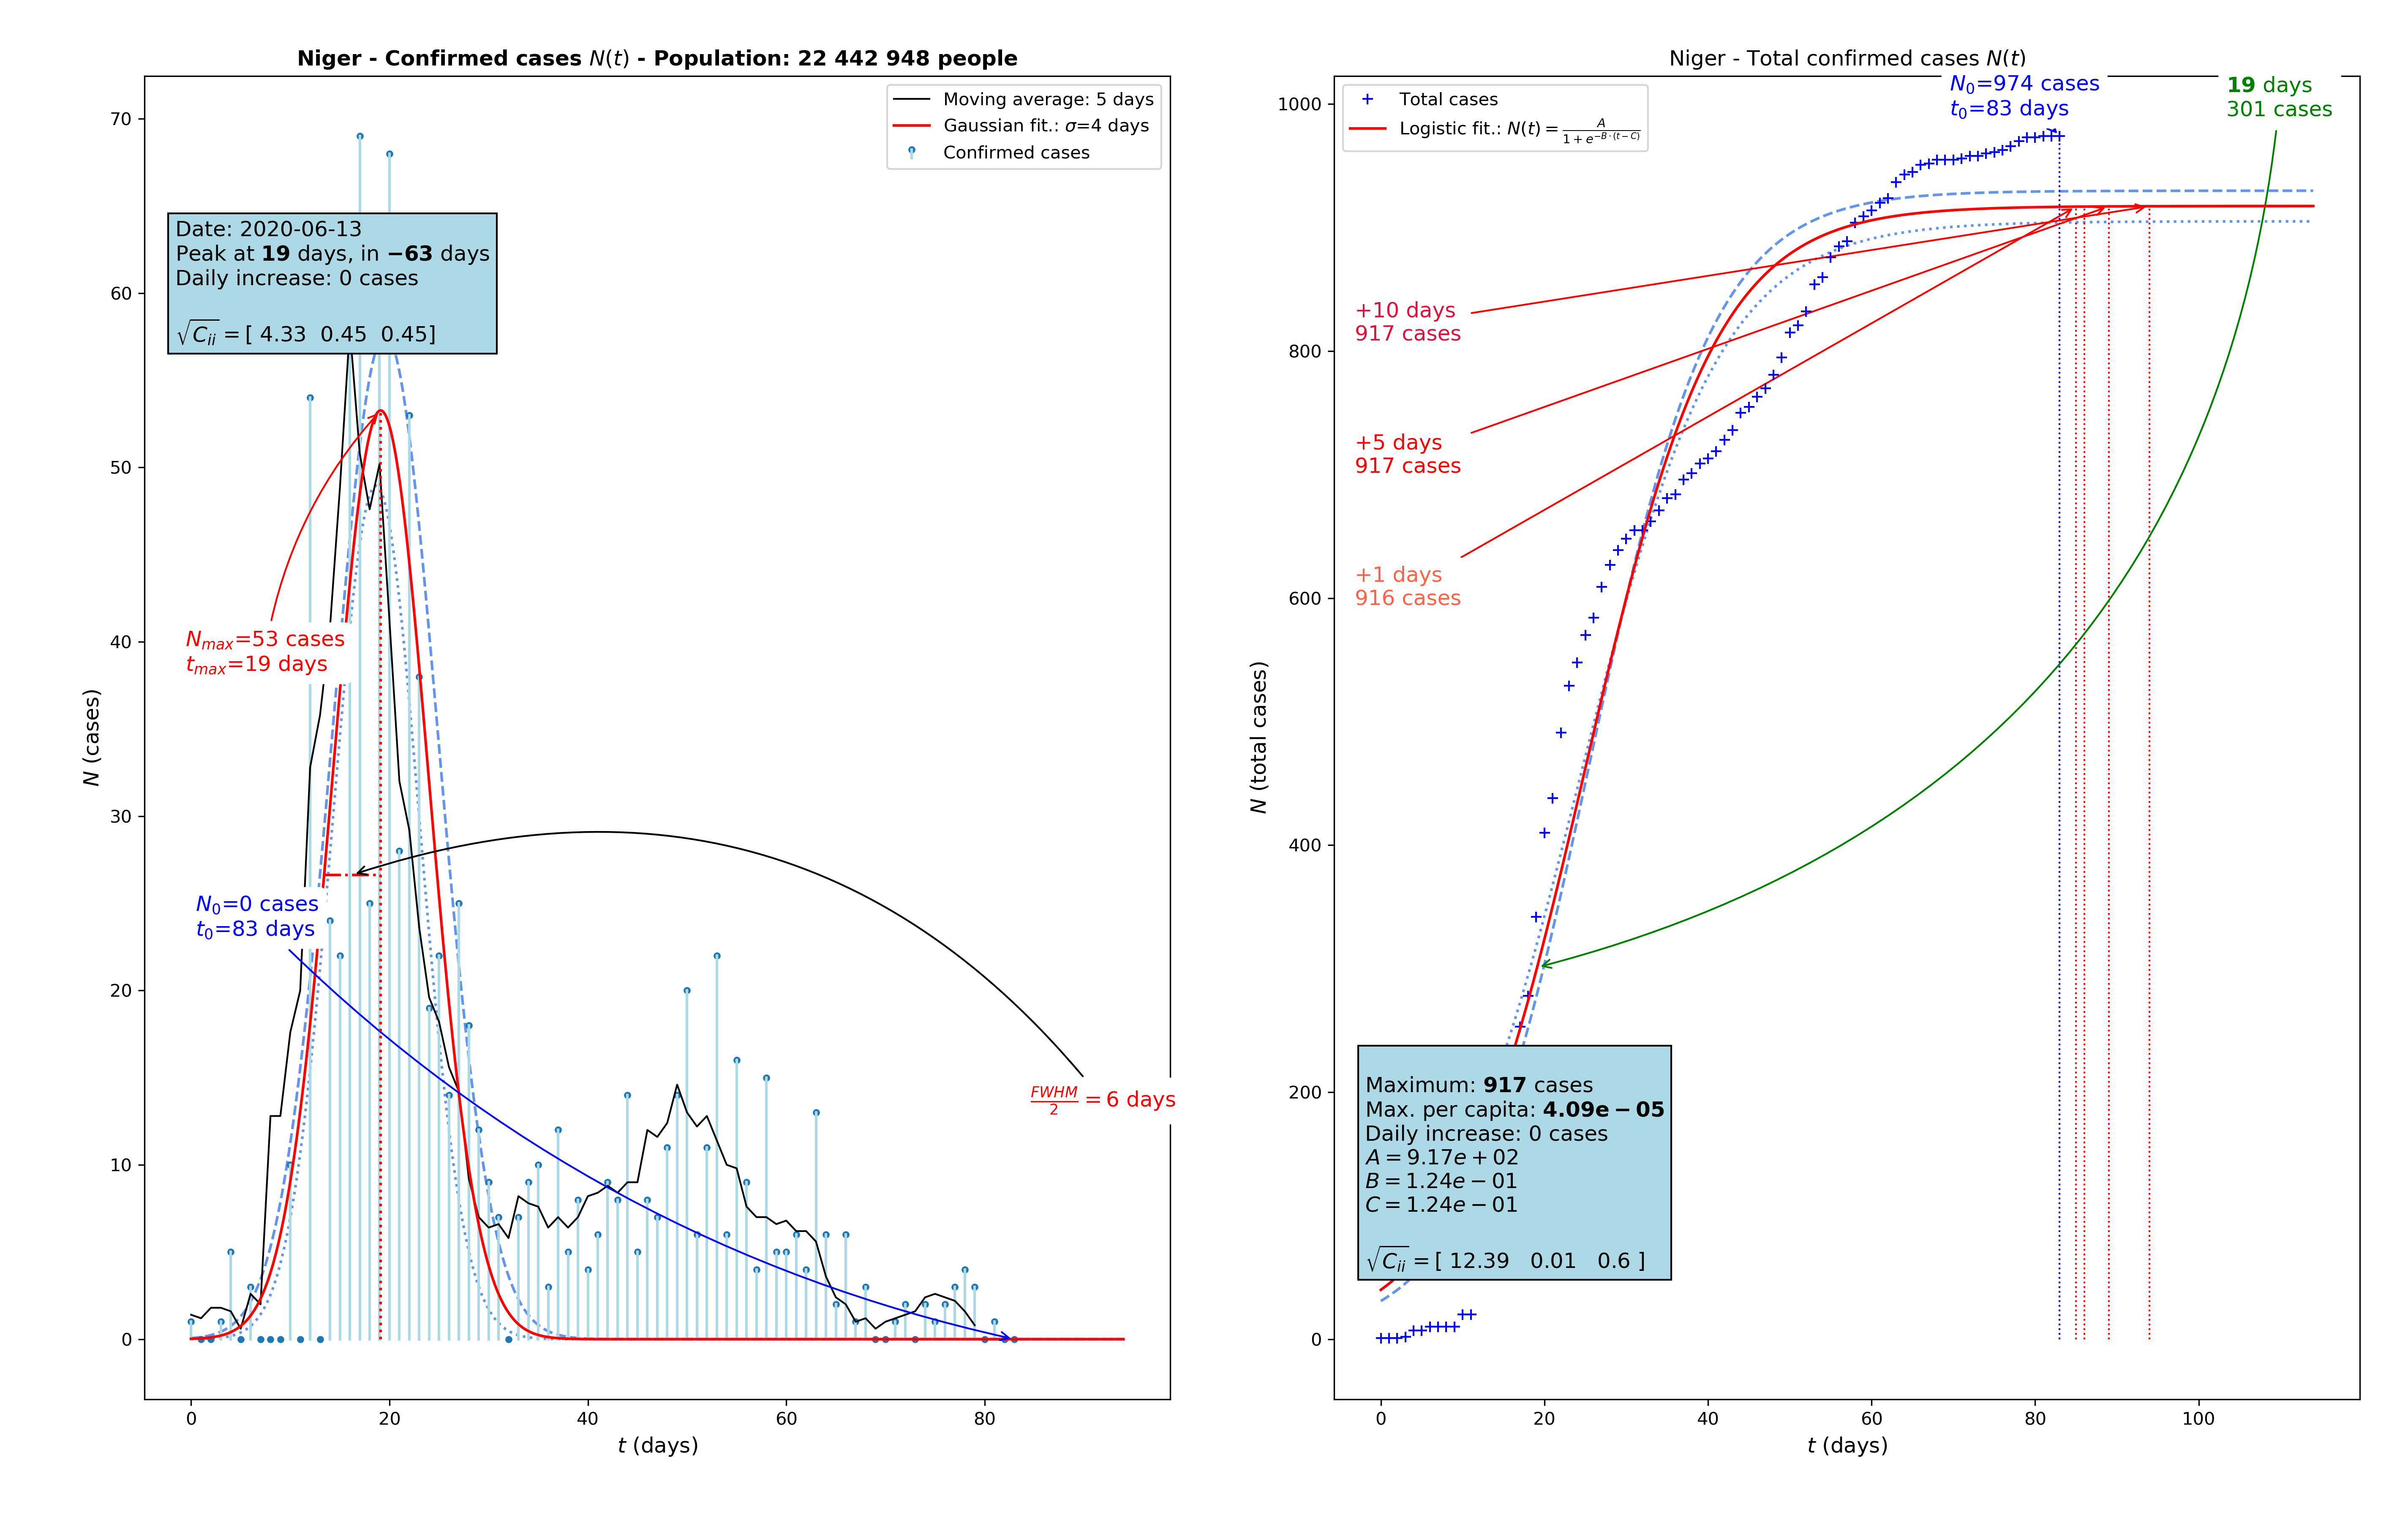 Niger - Confirmed cases N(t) - Population: 22 442 948 people
Moving average: 5 days
Gaussian fit.: σ=4 days
Confirmed cases
Date: 2020-06-13
Peak at 19 days, in −63 days
Daily increase: 0 cases
√C_ii = [ 4.33 0.45 0.45]
N_max=53 cases
t_max=19 days
N_0=0 cases
t_0=83 days
FWHM/2 = 6 days
70
60
50
40
30
20
10
0
N (cases)
0 20 40 60 80
t (days)
Niger - Total confirmed cases N(t)
Total cases
Logistic fit.: N(t) = A/(1 + e^{−B·(t−C)})
N_0=974 cases
t_0=83 days
19 days
301 cases
+10 days
917 cases
+5 days
917 cases
+1 days
916 cases
Maximum: 917 cases
Max. per capita: 4.09e − 05
Daily increase: 0 cases
A = 9.17e + 02
B = 1.24e − 01
C = 1.24e − 01
√C_ii = [ 12.39 0.01 0.6 ]
1000
800
600
400
200
0
N (total cases)
0 20 40 60 80 100
t (days)